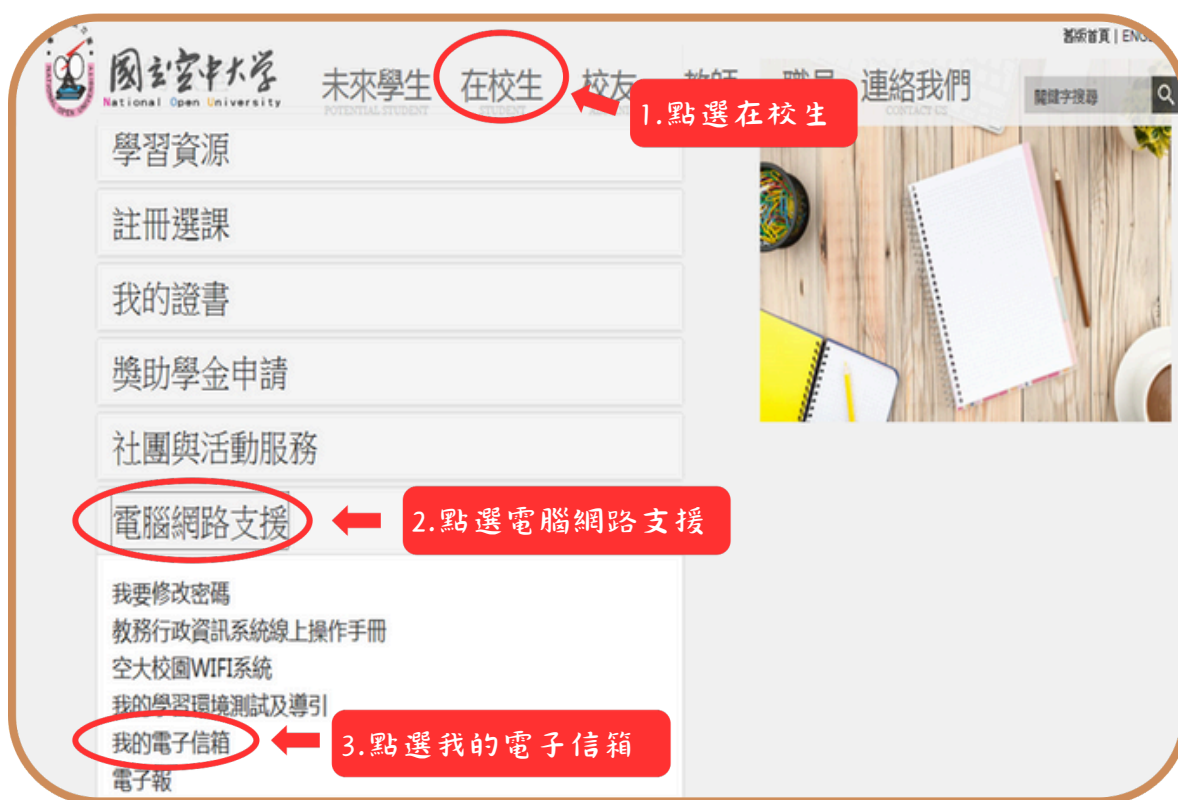 舊版首頁 |
國立空中大學
National Open University
未來學生 在校生 校友 連絡我們
POTENTIAL STUDENT STUDENT CONTACT US
關鍵字搜尋
1.點選在校生
學習資源
註冊選課
我的證書
獎助學金申請
社團與活動服務
電腦網路支援
2.點選電腦網路支援
我要修改密碼
教務行政資訊系統線上操作手冊
空大校園WIFI系統
我的學習環境測試及導引
我的電子信箱
3.點選我的電子信箱
電子報